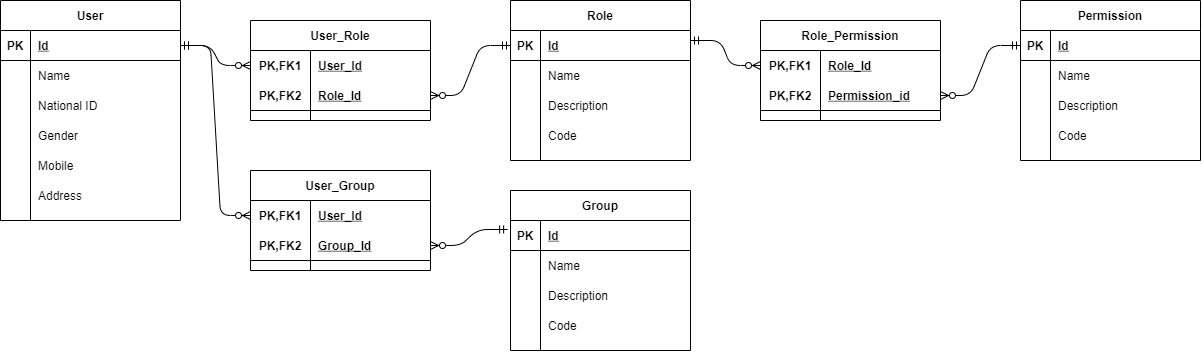 User
PK Id
Name
National ID
Gender
Mobile
Address
User_Role
PK,FK1 User_Id
PK,FK2 Role_Id
Role
PK Id
Name
Description
Code
Role_Permission
PK,FK1 Role_Id
PK,FK2 Permission_id
Permission
PK Id
Name
Description
Code
User_Group
PK,FK1 User_Id
PK,FK2 Group_Id
Group
PK Id
Name
Description
Code